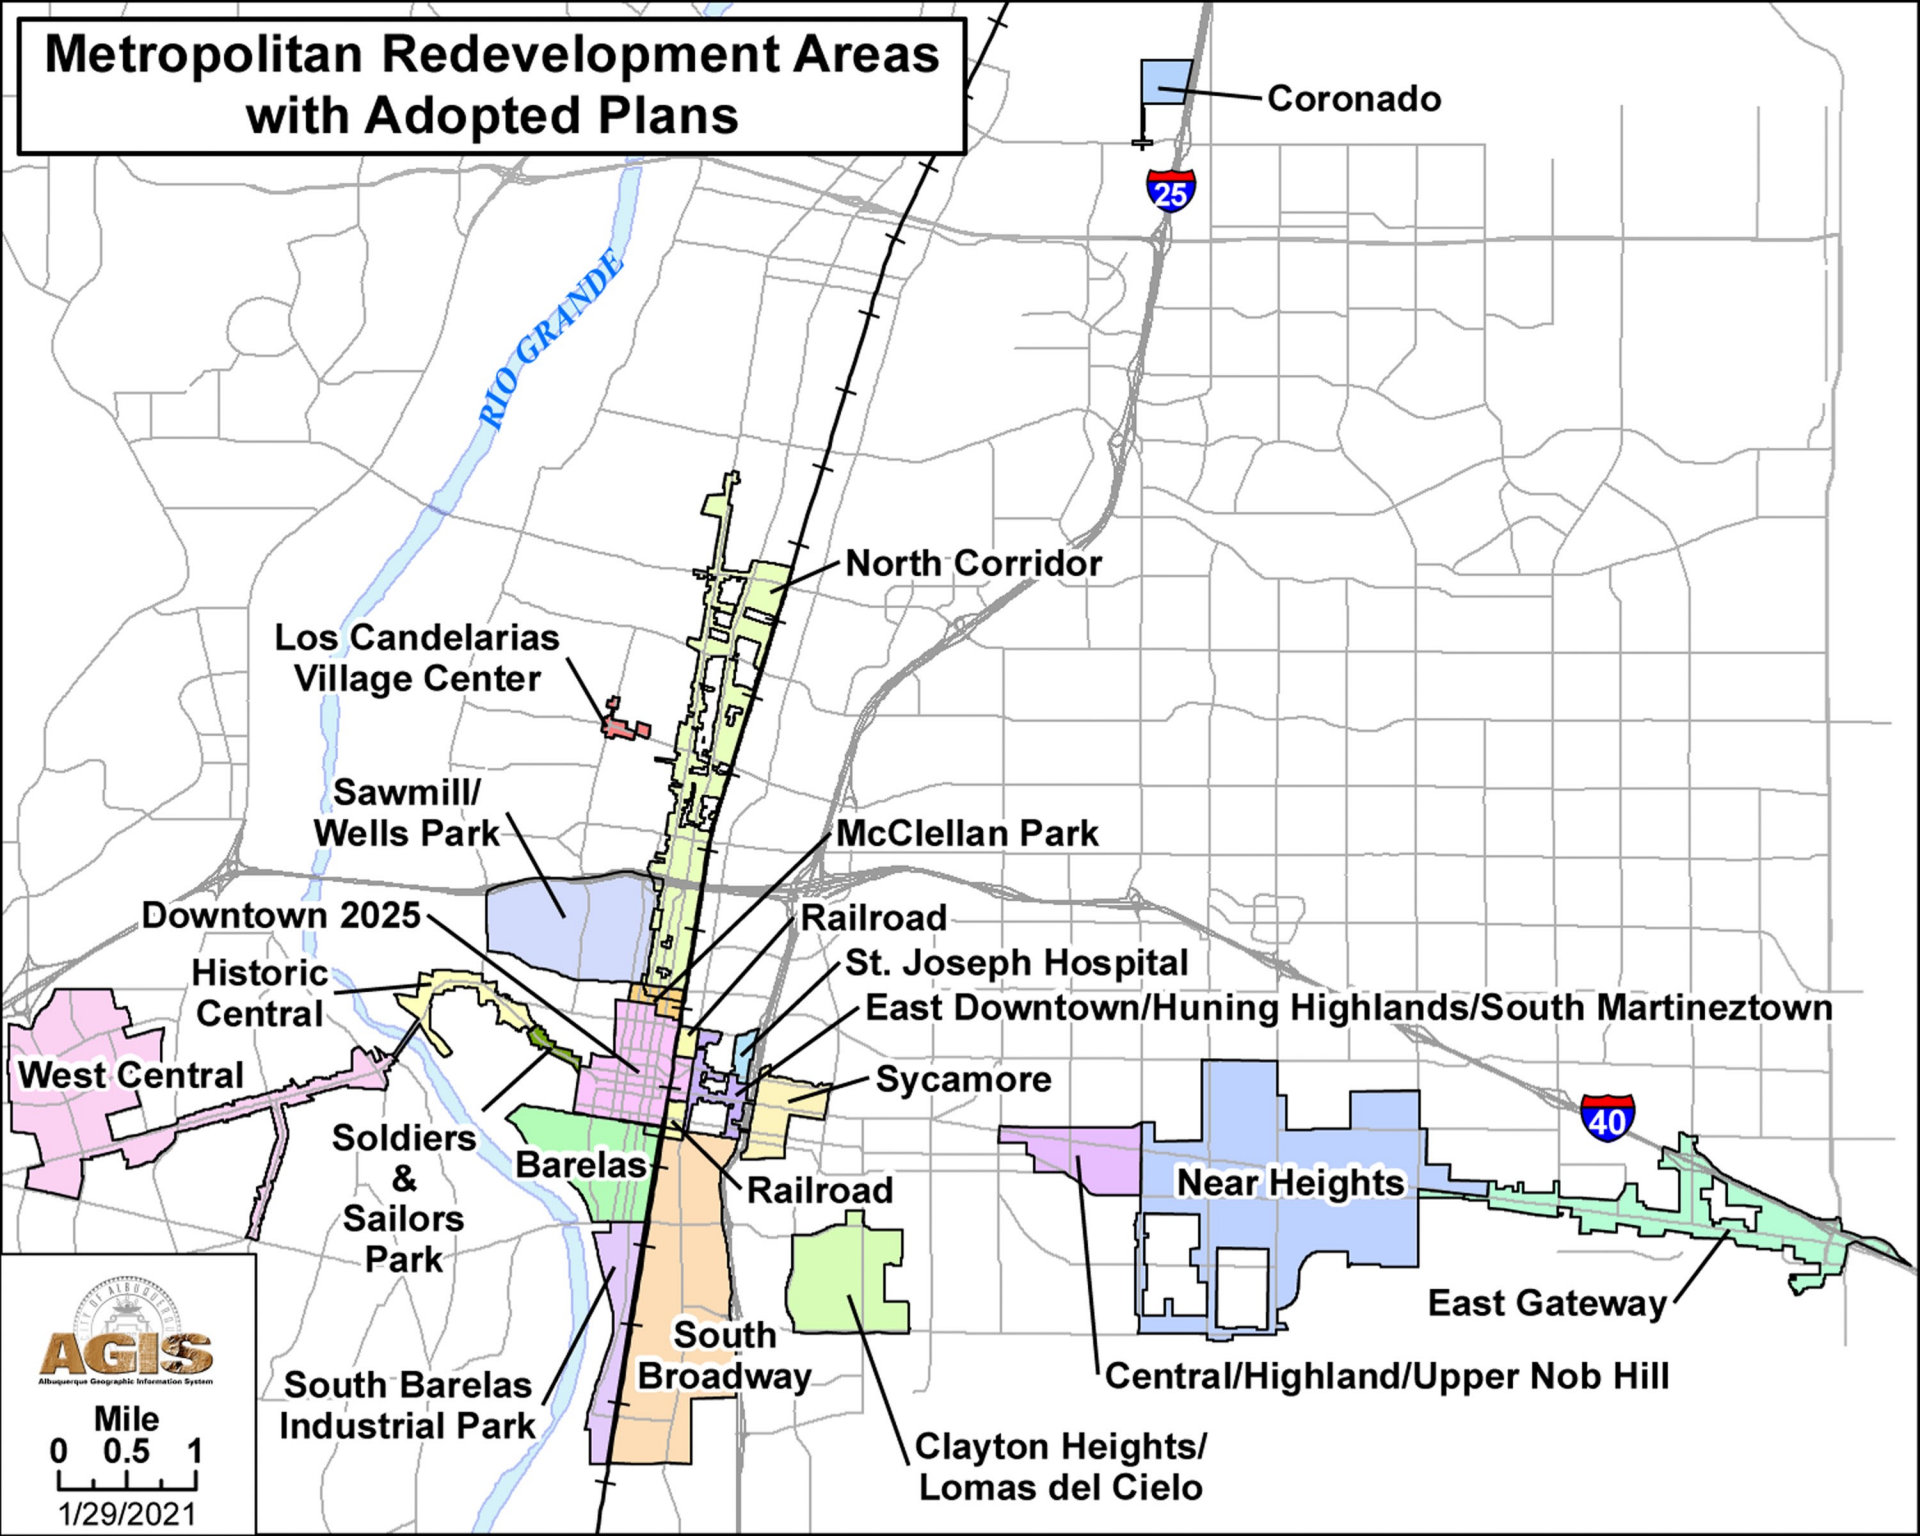 Metropolitan Redevelopment Areas
with Adopted Plans
Coronado
25
RIO GRANDE
North Corridor
Los Candelarias
Village Center
Sawmill/
Wells Park
McClellan Park
Downtown 2025
Railroad
St. Joseph Hospital
Historic
Central
East Downtown/Huning Highlands/South Martineztown
West Central
Sycamore
40
Soldiers
&
Sailors
Park
Barelas
Railroad
Near Heights
East Gateway
South
Broadway
Central/Highland/Upper Nob Hill
South Barelas
Industrial Park
Clayton Heights/
Lomas del Cielo
CITY OF ALBUQUERQUE
AGIS
Albuquerque Geographic Information System
Mile
0 0.5 1
1/29/2021